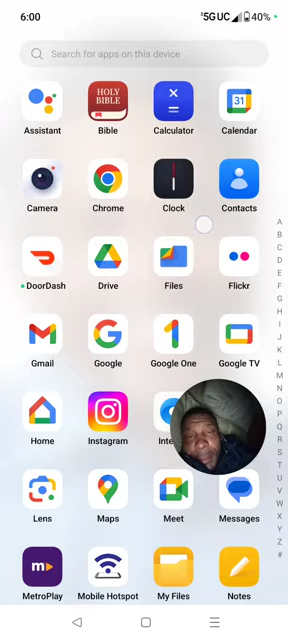 6:00
5G UC 40%
Search for apps on this device
HOLY BIBLE
31
Assistant Bible Calculator Calendar
Camera Chrome Clock Contacts
DoorDash Drive Files Flickr
Gmail Google Google One Google TV
Home Instagram Inte
Lens Maps Meet Messages
m
MetroPlay Mobile Hotspot My Files Notes
A
B
C
D
E
F
G
H
I
J
K
L
M
N
O
P
Q
R
S
T
U
V
W
X
Y
Z
#